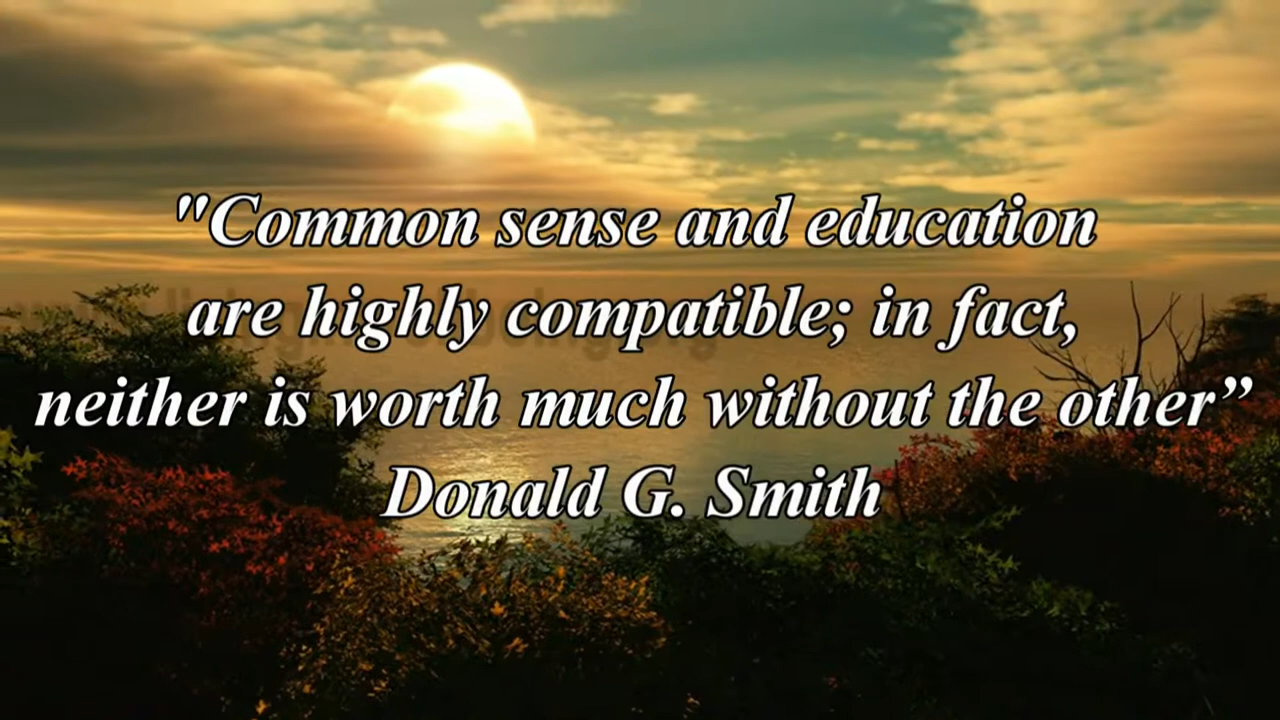 "Common sense and education
are highly compatible; in fact,
neither is worth much without the other”
Donald G. Smith